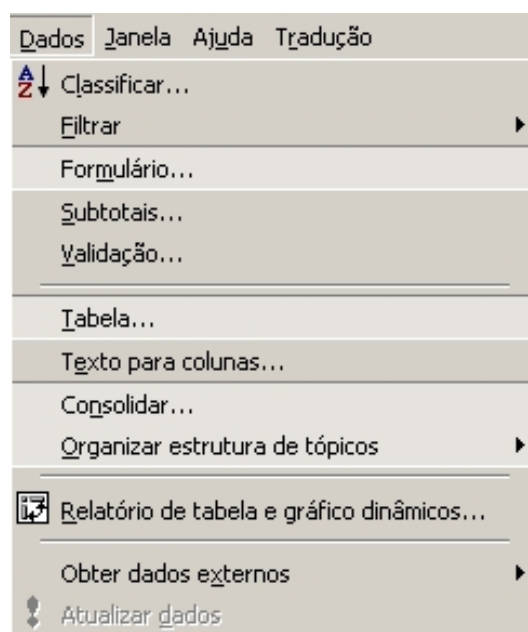 Dados Janela Ajuda Tradução
Classificar...
Filtrar
Formulário...
Subtotais...
Validação...
Tabela...
Texto para colunas...
Consolidar...
Organizar estrutura de tópicos
Relatório de tabela e gráfico dinâmicos...
Obter dados externos
Atualizar dados